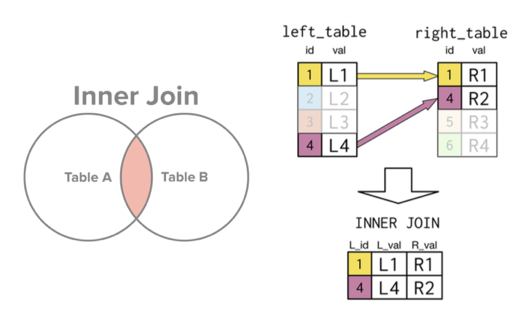 Inner Join
Table A
Table B
left_table
id val
1 L1
2 L2
3 L3
4 L4
right_table
id val
1 R1
4 R2
5 R3
6 R4
INNER JOIN
L_id L_val R_val
1 L1 R1
4 L4 R2